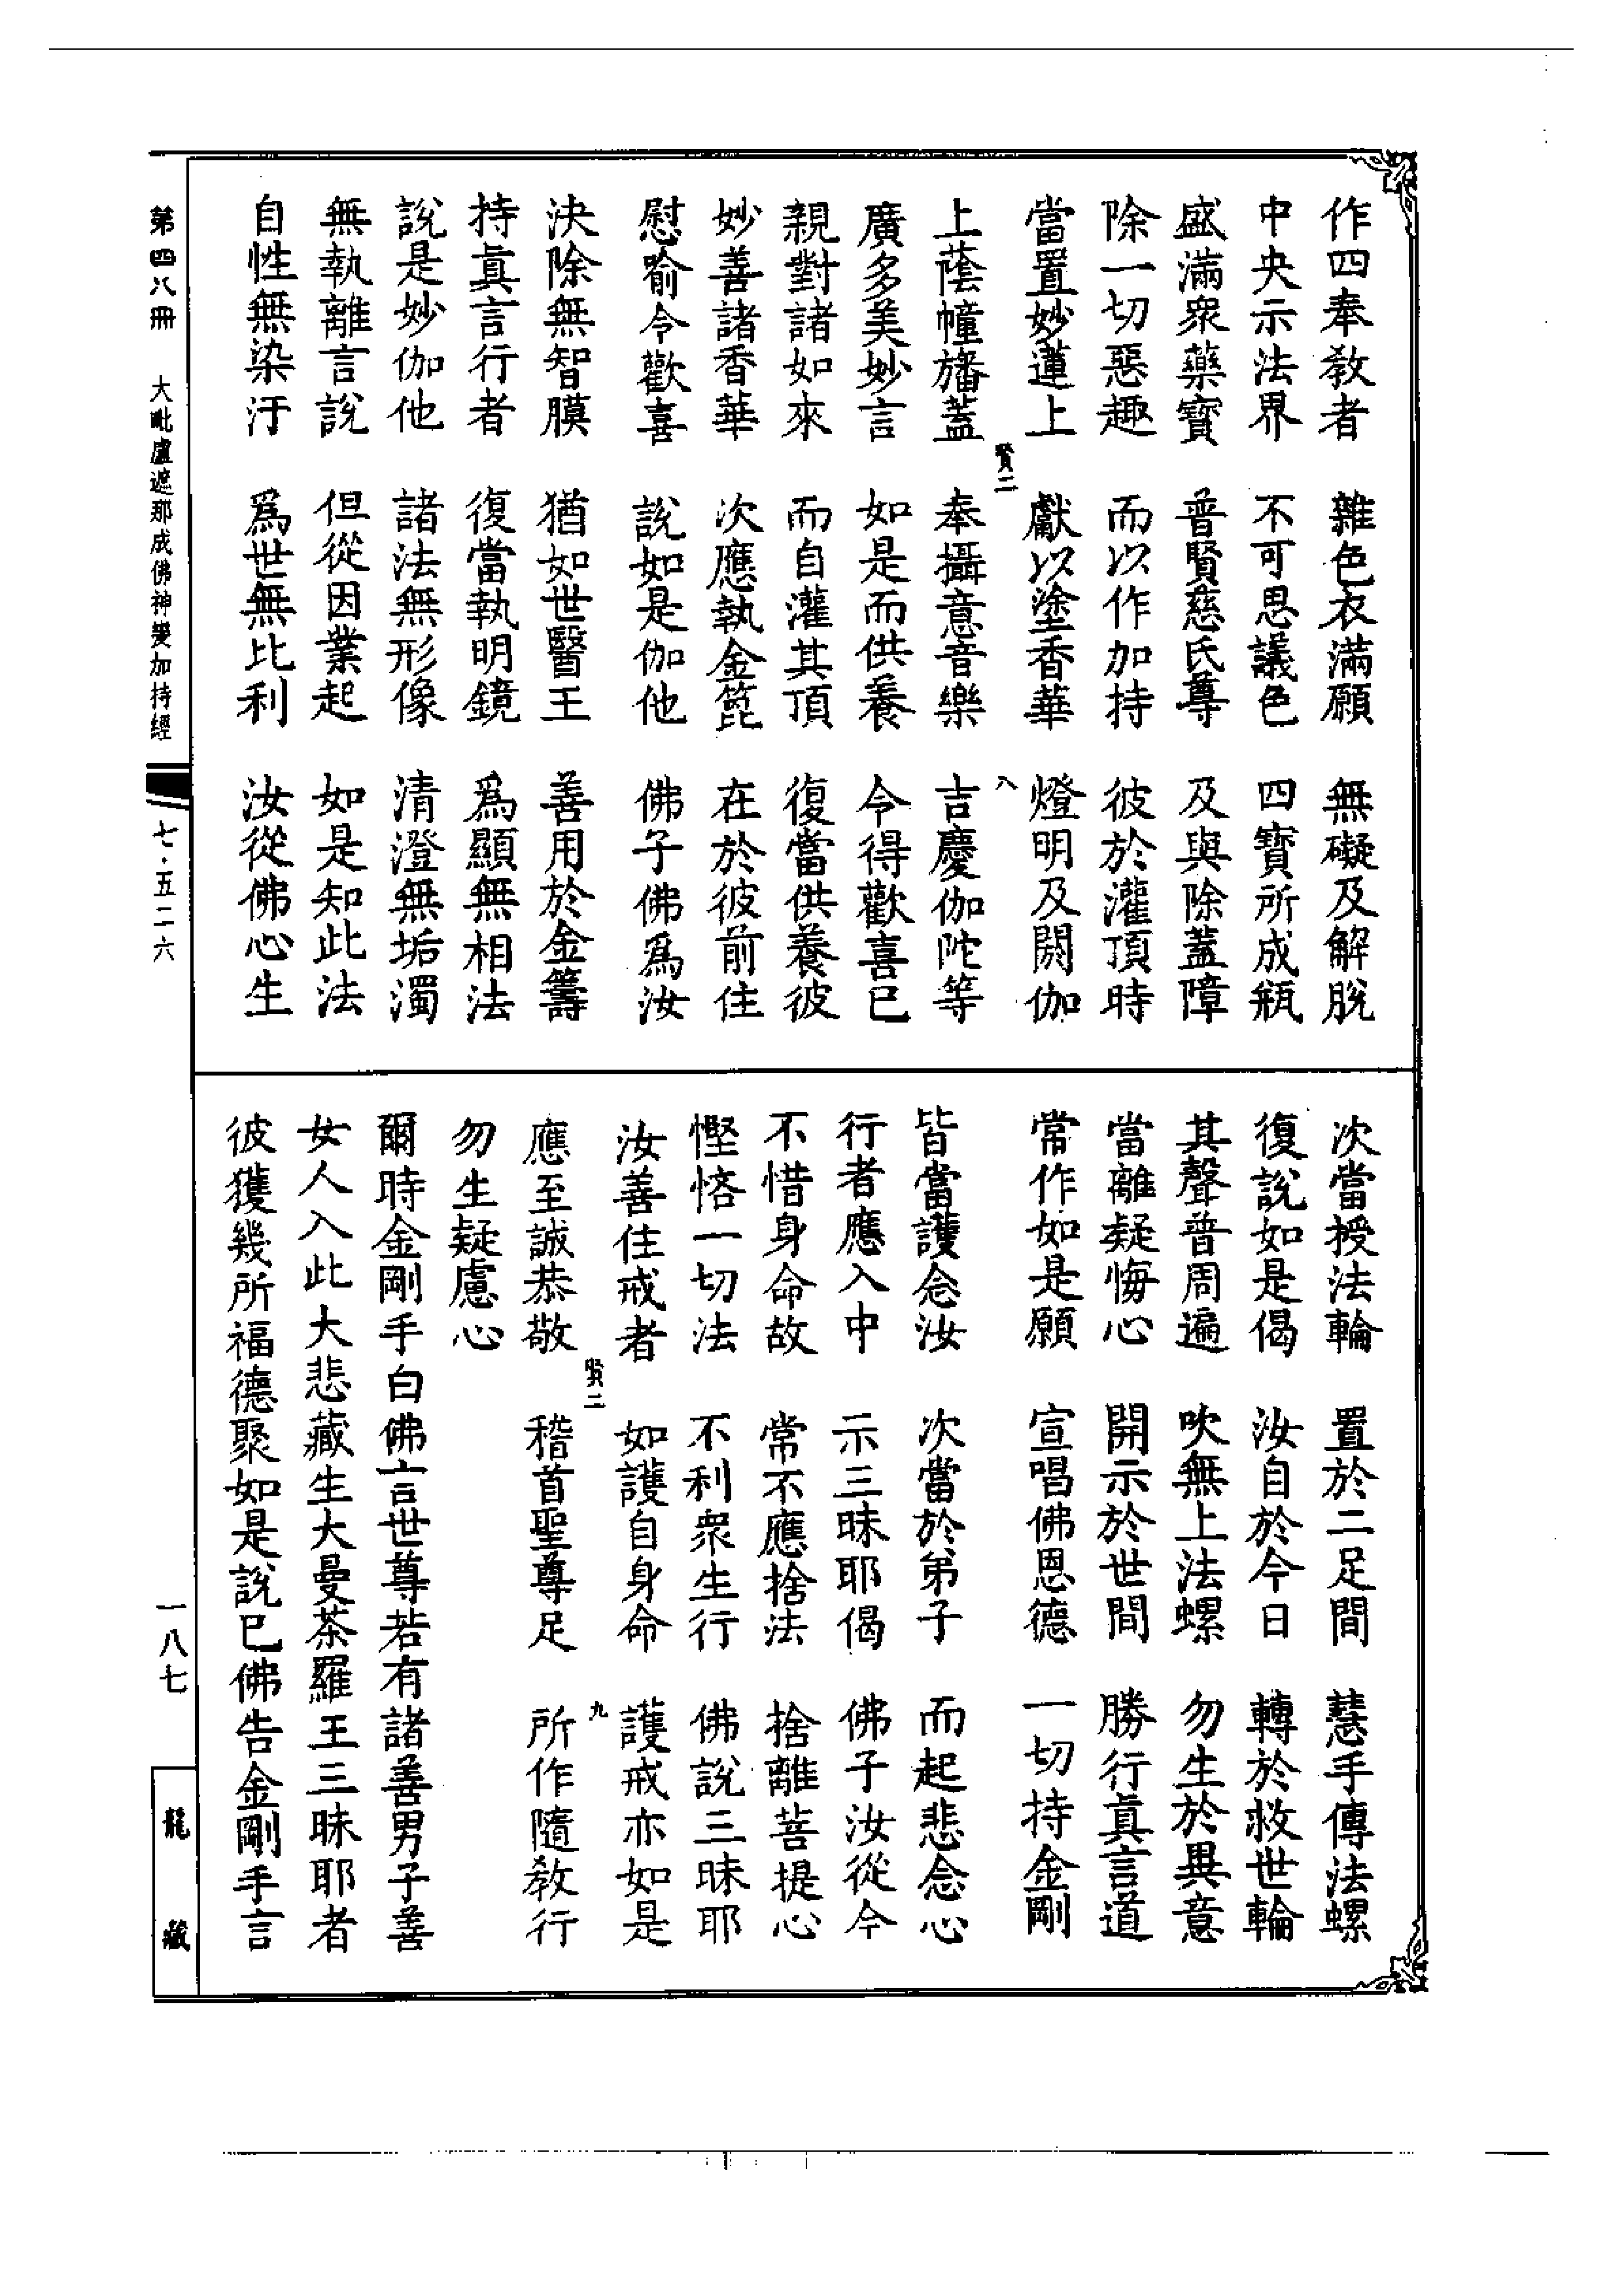 作四奉教者　雜色衣滿願　無礙及解脫
中央示法界　不可思議色　四寶所成瓶
盛滿衆藥寶　普賢慈氏尊　及與除蓋障
除一切惡趣　而以作加持　彼於灌頂時
當置妙蓮上　獻以塗香華　燈明及閼伽
賢二　八
上蔭幢旛蓋　奉攝意音樂　吉慶伽陀等
廣多美妙言　如是而供養　令得歡喜已
親對諸如來　而自灌其頂　復當供養彼
妙善諸香華　次應執金篦　在於彼前住
慰喻令歡喜　說如是伽他　佛子佛爲汝
決除無智膜　猶如世醫王　善用於金籌
持眞言行者　復當執明鏡　爲顯無相法
說是妙伽他　諸法無形像　清澄無垢濁
無執離言說　但從因業起　如是知此法
自性無染汙　爲世無比利　汝從佛心生
次當授法輪　置於二足間　慧手傳法螺
復說如是偈　汝自於今日　轉於救世輪
其聲普周遍　吹無上法螺　勿生於異意
當離疑悔心　開示於世間　勝行眞言道
常作如是願　宣唱佛恩德　一切持金剛
皆當護念汝　次當於弟子　而起悲念心
行者應入中　示三昧耶偈　佛子汝從今
不惜身命故　常不應捨法　捨離菩提心
慳悋一切法　不利衆生行　佛說三昧耶
汝善住戒者　如護自身命　護戒亦如是
賢二　九
應至誠恭敬　稽首聖尊足　所作隨教行
勿生疑慮心
爾時金剛手白佛言世尊若有諸善男子善
女人入此大悲藏生大曼茶羅王三昧耶者
彼獲幾所福德聚如是說已佛告金剛手言
第四八冊　大毗盧遮那成佛神變加持經
七·五二六
一八七
龍藏